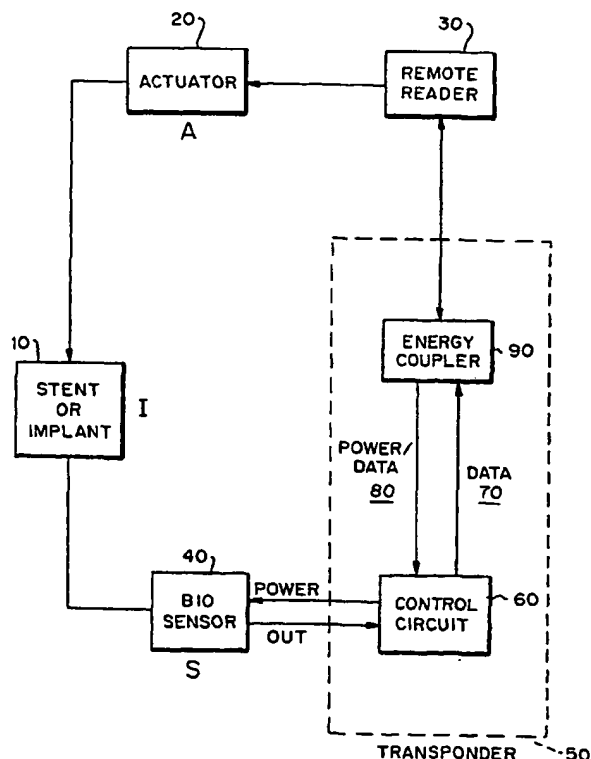 20
ACTUATOR
A
30
REMOTE
READER
10
STENT
OR
IMPLANT
I
ENERGY
COUPLER
90
POWER/
DATA
80
DATA
70
40
BIO
SENSOR
S
POWER
OUT
CONTROL
CIRCUIT
60
TRANSPONDER
50